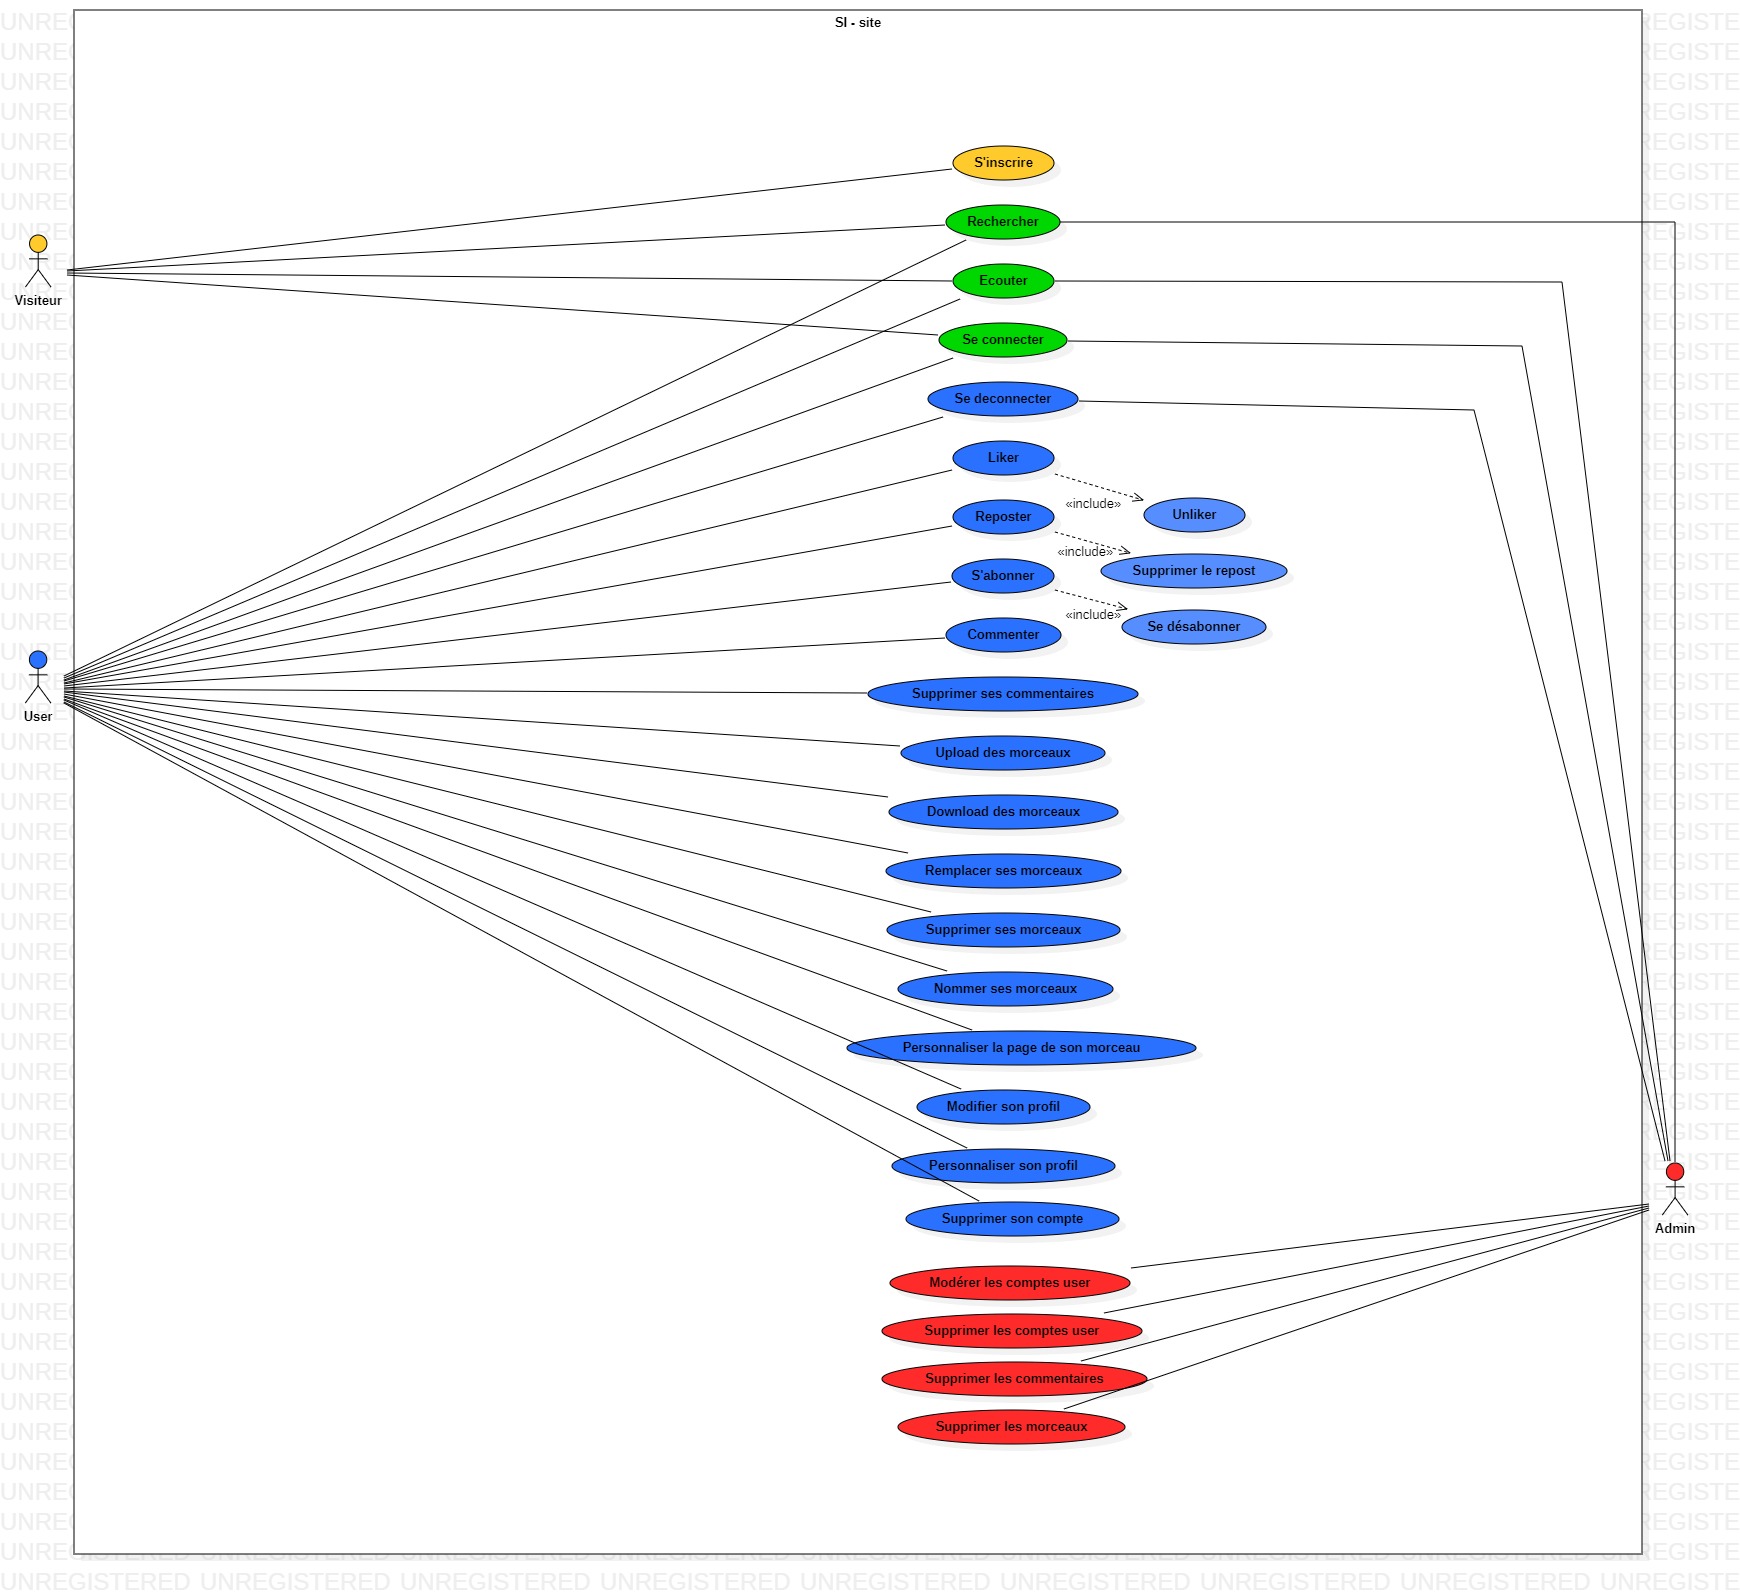 SI - site
S'inscrire
Rechercher
Visiteur
Ecouter
Se connecter
Se deconnecter
Liker
«include»
Unliker
Reposter
«include»
Supprimer le repost
S'abonner
«include»
Se désabonner
Commenter
User
Supprimer ses commentaires
Upload des morceaux
Download des morceaux
Remplacer ses morceaux
Supprimer ses morceaux
Nommer ses morceaux
Personnaliser la page de son morceau
Modifier son profil
Personnaliser son profil
Supprimer son compte
Admin
Modérer les comptes user
Supprimer les comptes user
Supprimer les commentaires
Supprimer les morceaux
UNREGISTERED UNREGISTERED UNREGISTERED UNREGISTERED UNREGISTERED UNREGISTERED UNREGISTERED UNREGISTERED UNREGISTE